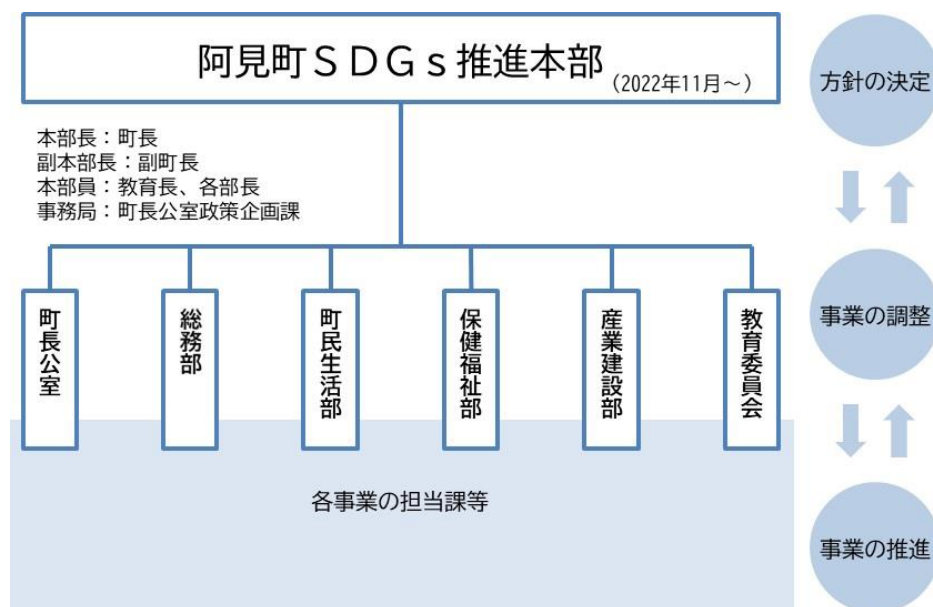 阿見町SDGs推進本部
(2022年11月~)
本部長:町長
副本部長:副町長
本部員:教育長、各部長
事務局:町長公室政策企画課
町長公室
総務部
町民生活部
保健福祉部
産業建設部
教育委員会
各事業の担当課等
方針の決定
事業の調整
事業の推進